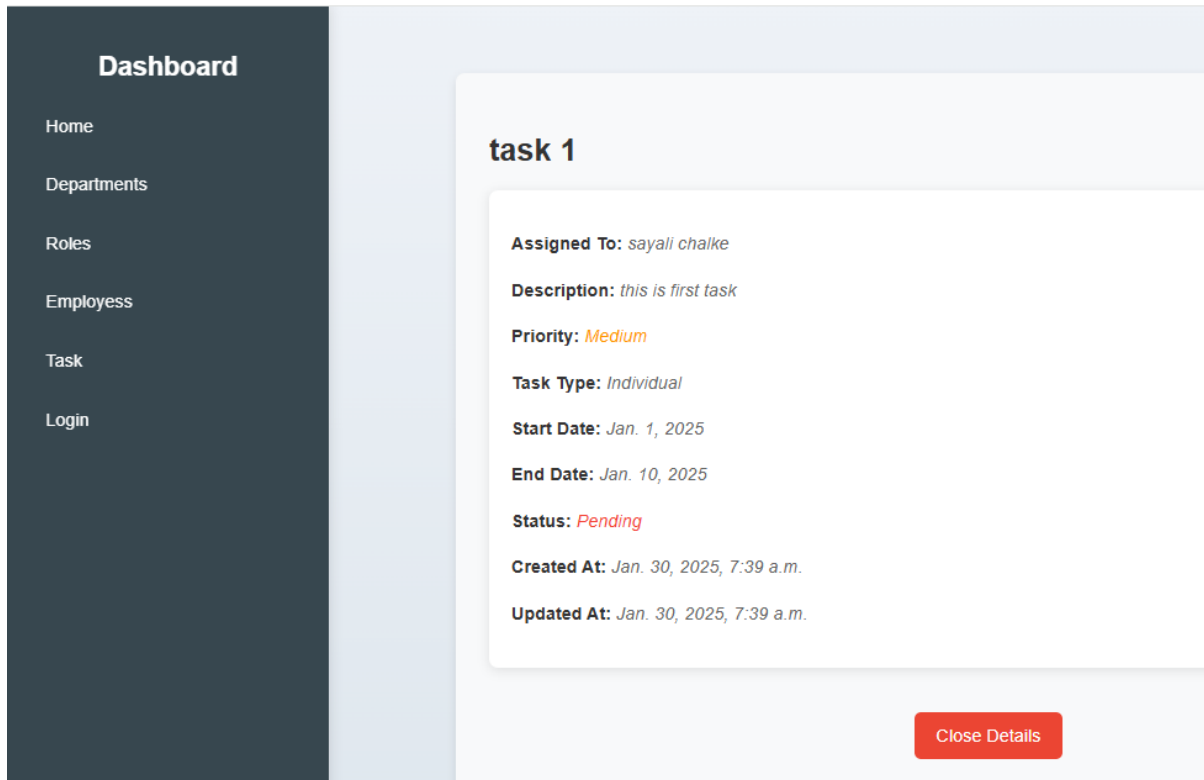 Dashboard
Home
Departments
Roles
Employess
Task
Login
task 1
Assigned To: sayali chalke
Description: this is first task
Priority: Medium
Task Type: Individual
Start Date: Jan. 1, 2025
End Date: Jan. 10, 2025
Status: Pending
Created At: Jan. 30, 2025, 7:39 a.m.
Updated At: Jan. 30, 2025, 7:39 a.m.
Close Details